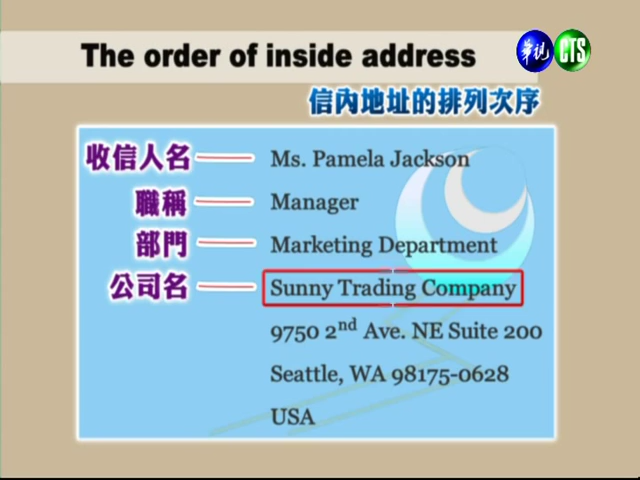 The order of inside address
華視 CTS
信內地址的排列次序
收信人名 Ms. Pamela Jackson
職稱 Manager
部門 Marketing Department
公司名 Sunny Trading Company
9750 2nd Ave. NE Suite 200
Seattle, WA 98175-0628
USA